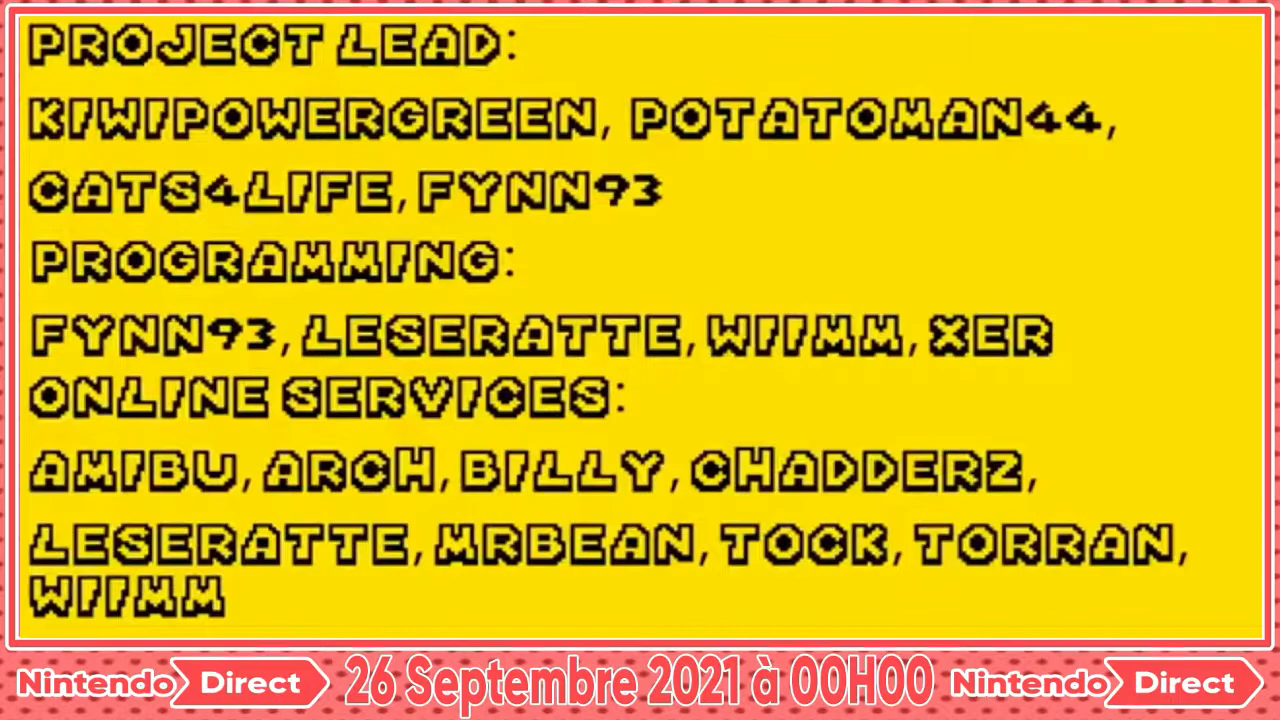 PROJECT LEAD:
KIWIPOWERGREEN, POTATOMAN44,
CATS4LIFE, FYNN93
PROGRAMMING:
FYNN93, LESERATTE, WIIMM, XER
ONLINE SERVICES:
AMIBU, ARCH, BILLY, CHADDERZ,
LESERATTE, MRBEAN, TOCK, TORRAN,
WIIMM
Nintendo Direct 26 Septembre 2021 à 00H00 Nintendo Direct